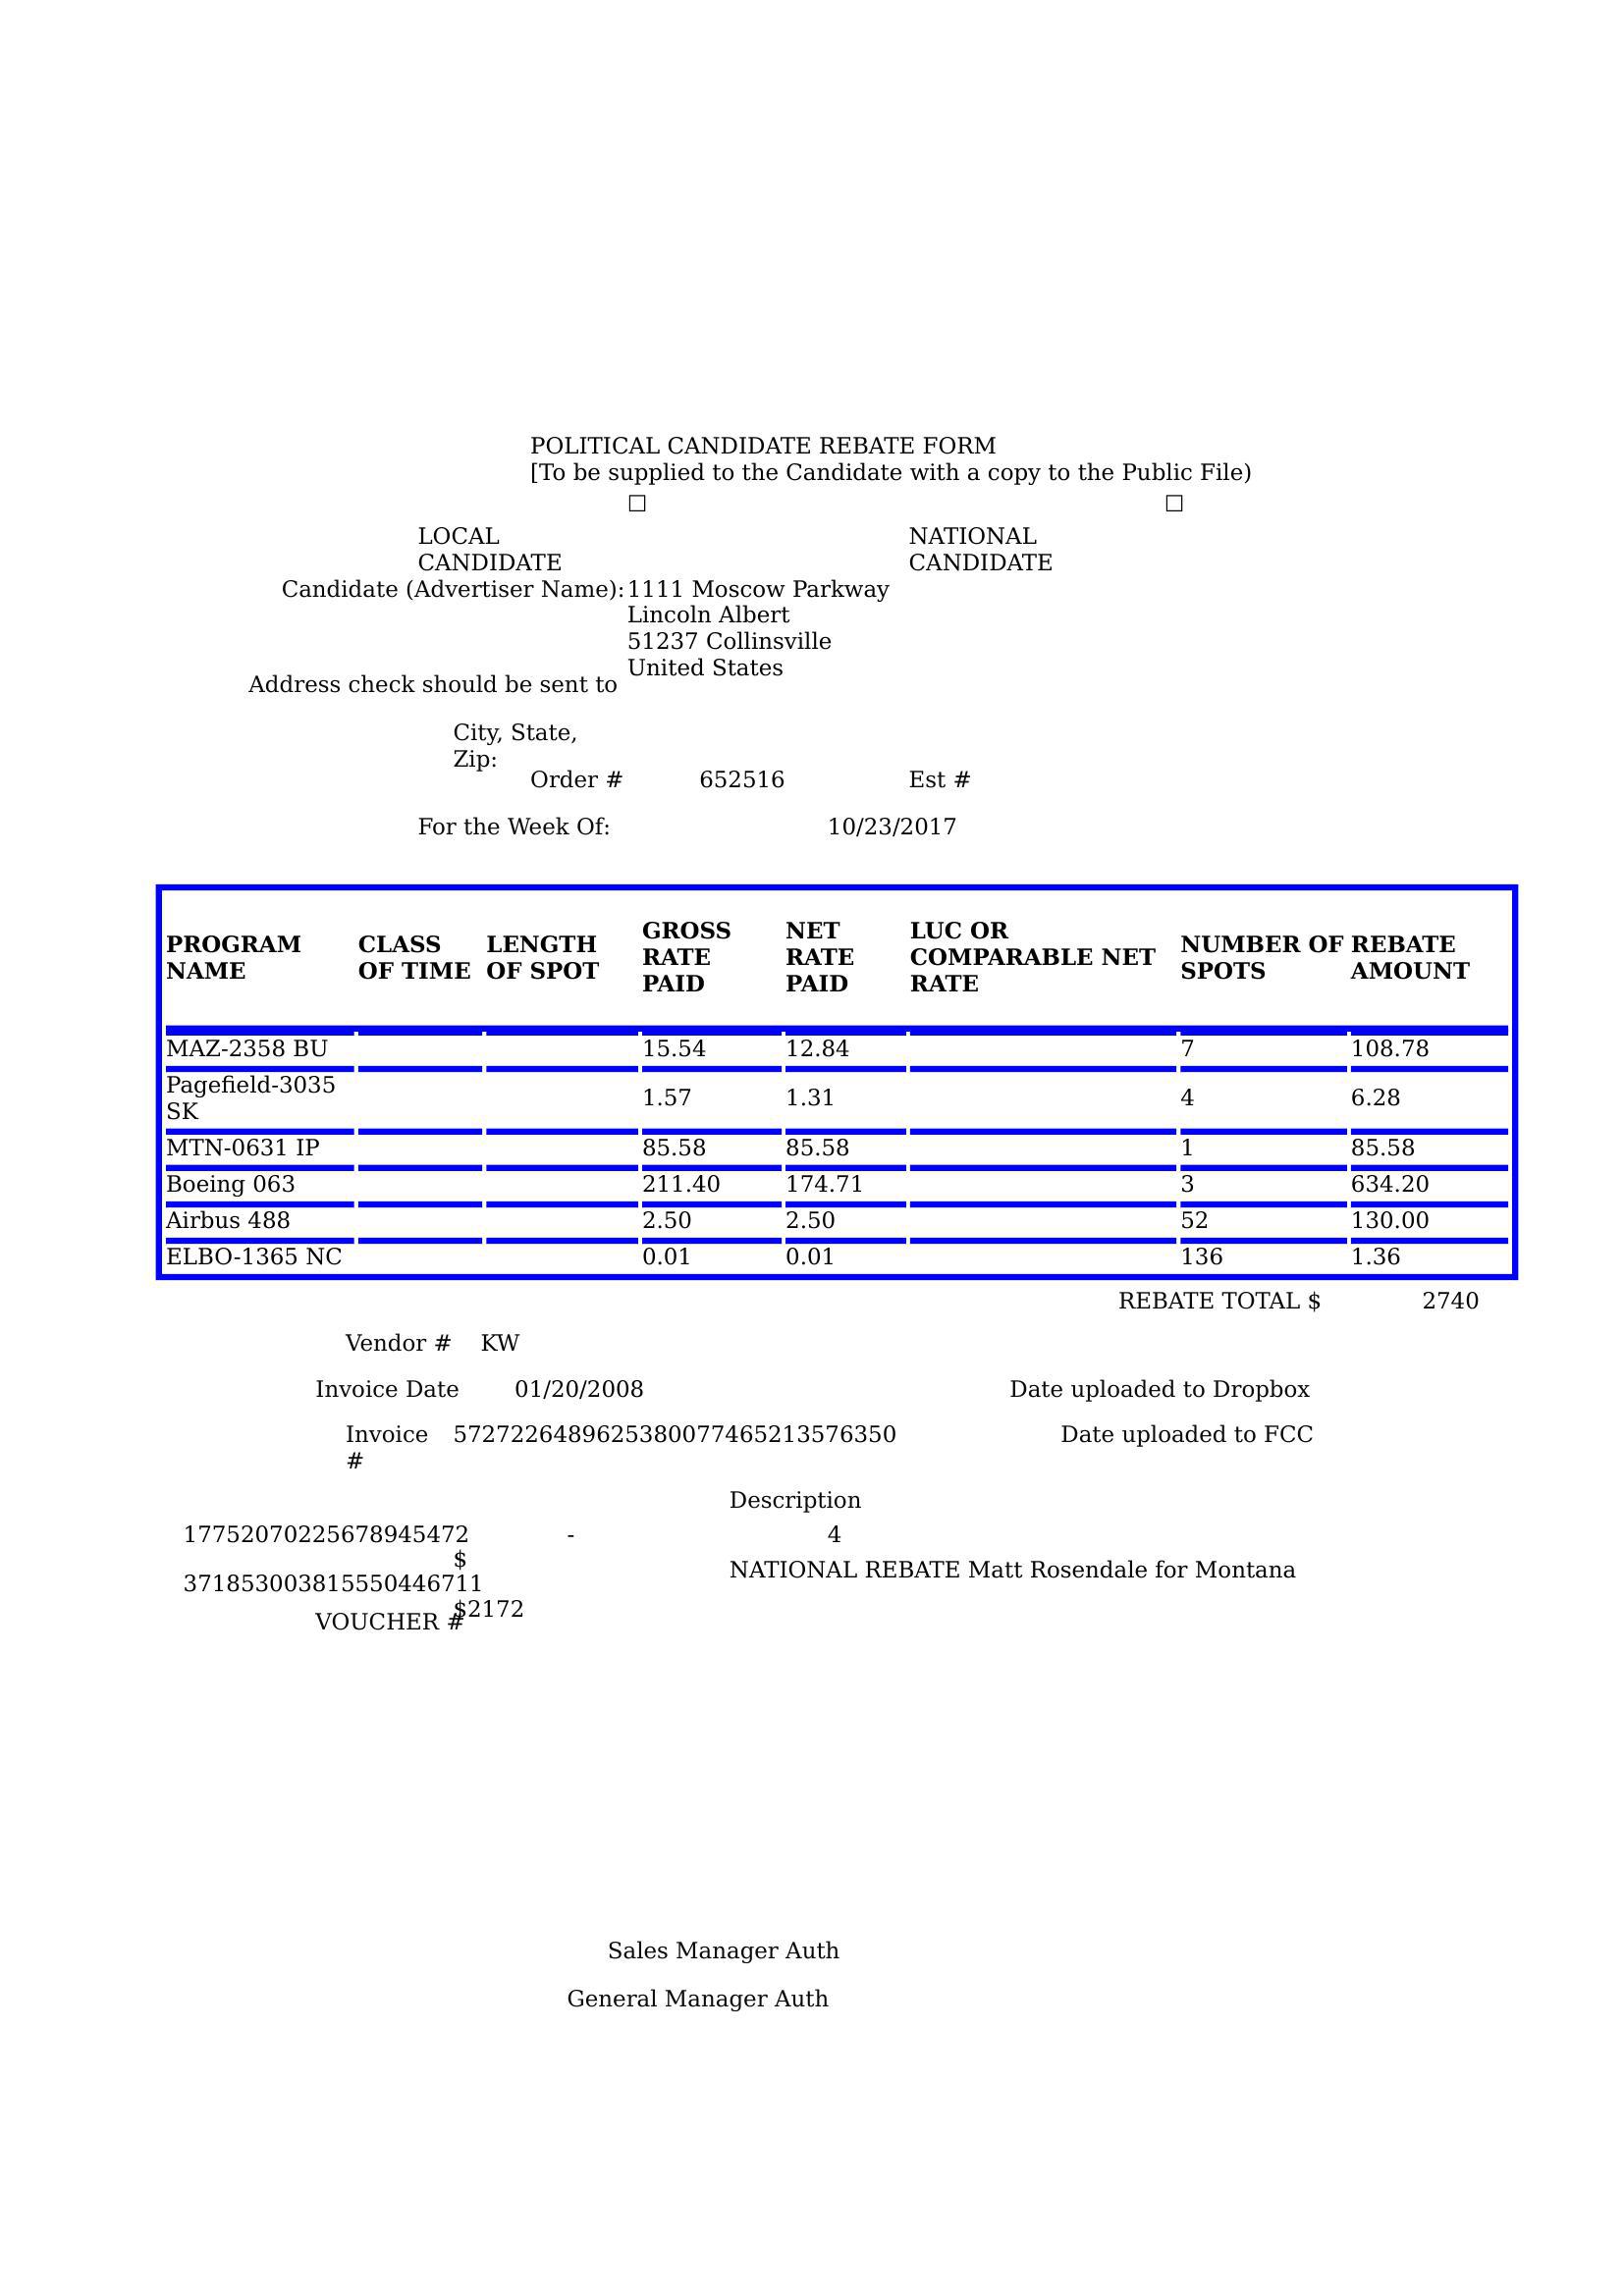 POLITICAL CANDIDATE REBATE FORM
[To be supplied to the Candidate with a copy to the Public File)
☐ ☐
LOCAL NATIONAL
CANDIDATE CANDIDATE
Candidate (Advertiser Name): 1111 Moscow Parkway
Lincoln Albert
51237 Collinsville
United States
Address check should be sent to
City, State,
Zip:
Order # 652516 Est #
For the Week Of: 10/23/2017
PROGRAM NAME CLASS OF TIME LENGTH OF SPOT GROSS RATE PAID NET RATE PAID LUC OR COMPARABLE NET RATE NUMBER OF SPOTS REBATE AMOUNT
MAZ-2358 BU 15.54 12.84 7 108.78
Pagefield-3035 SK 1.57 1.31 4 6.28
MTN-0631 IP 85.58 85.58 1 85.58
Boeing 063 211.40 174.71 3 634.20
Airbus 488 2.50 2.50 52 130.00
ELBO-1365 NC 0.01 0.01 136 1.36
REBATE TOTAL $ 2740
Vendor # KW
Invoice Date 01/20/2008 Date uploaded to Dropbox
Invoice # 5727226489625380077465213576350 Date uploaded to FCC
Description
17752070225678945472 - 4
$
NATIONAL REBATE Matt Rosendale for Montana
371853003815550446711
$2172
VOUCHER #
Sales Manager Auth
General Manager Auth